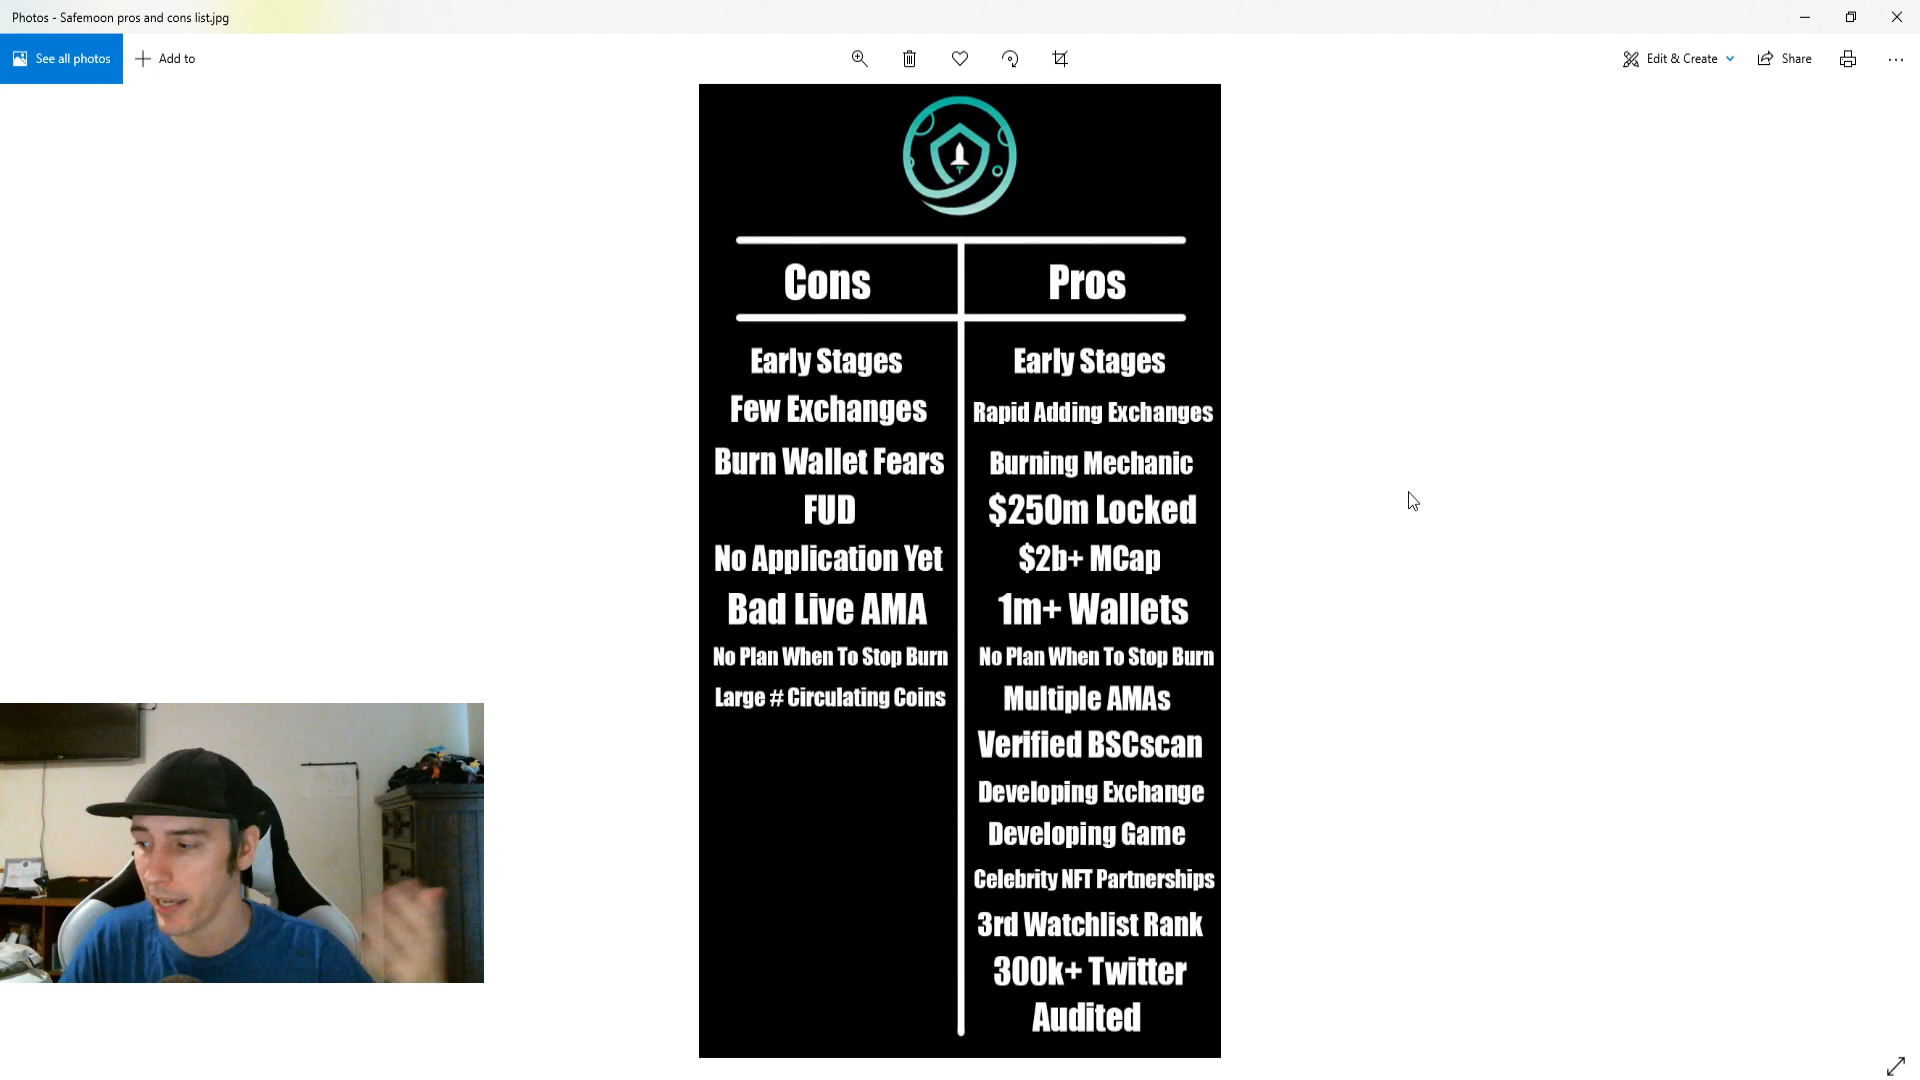 Photos - Safemoon pros and cons list.jpg
See all photos
Add to
Edit & Create
Share
Cons
Pros
Early Stages
Early Stages
Few Exchanges
Rapid Adding Exchanges
Burn Wallet Fears
Burning Mechanic
FUD
$250m Locked
No Application Yet
$2b+ MCap
Bad Live AMA
1m+ Wallets
No Plan When To Stop Burn
No Plan When To Stop Burn
Large # Circulating Coins
Multiple AMAs
Verified BSCscan
Developing Exchange
Developing Game
Celebrity NFT Partnerships
3rd Watchlist Rank
300k+ Twitter
Audited